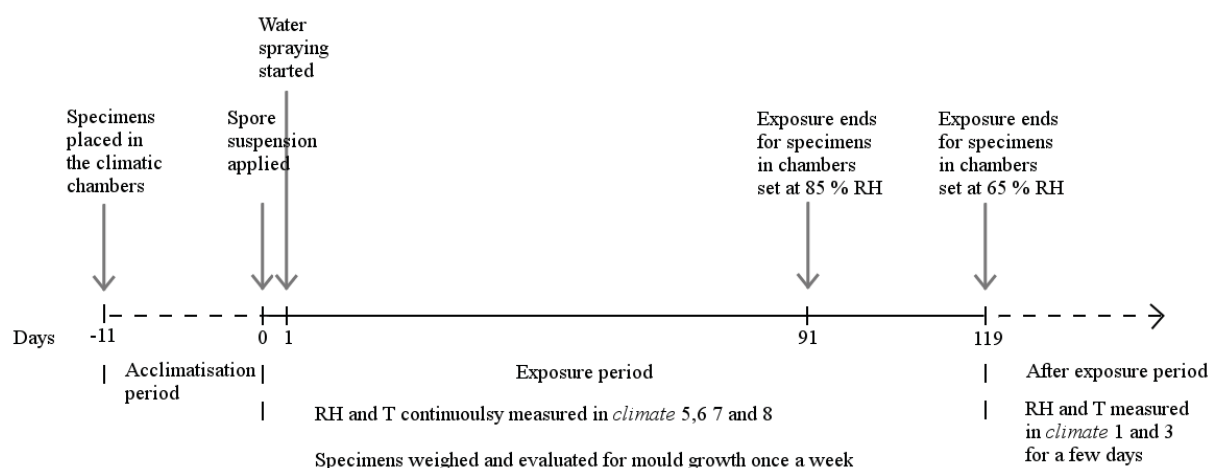 Water
spraying
started
Specimens
placed in
the climatic
chambers
Spore
suspension
applied
Exposure ends
for specimens
in chambers
set at 85 % RH
Exposure ends
for specimens
in chambers
set at 65 % RH
Days
-11
0
1
91
119
Acclimatisation
period
Exposure period
After exposure period
RH and T continuoulsy measured in climate 5,6 7 and 8
RH and T measured
in climate 1 and 3
for a few days
Specimens weighed and evaluated for mould growth once a week